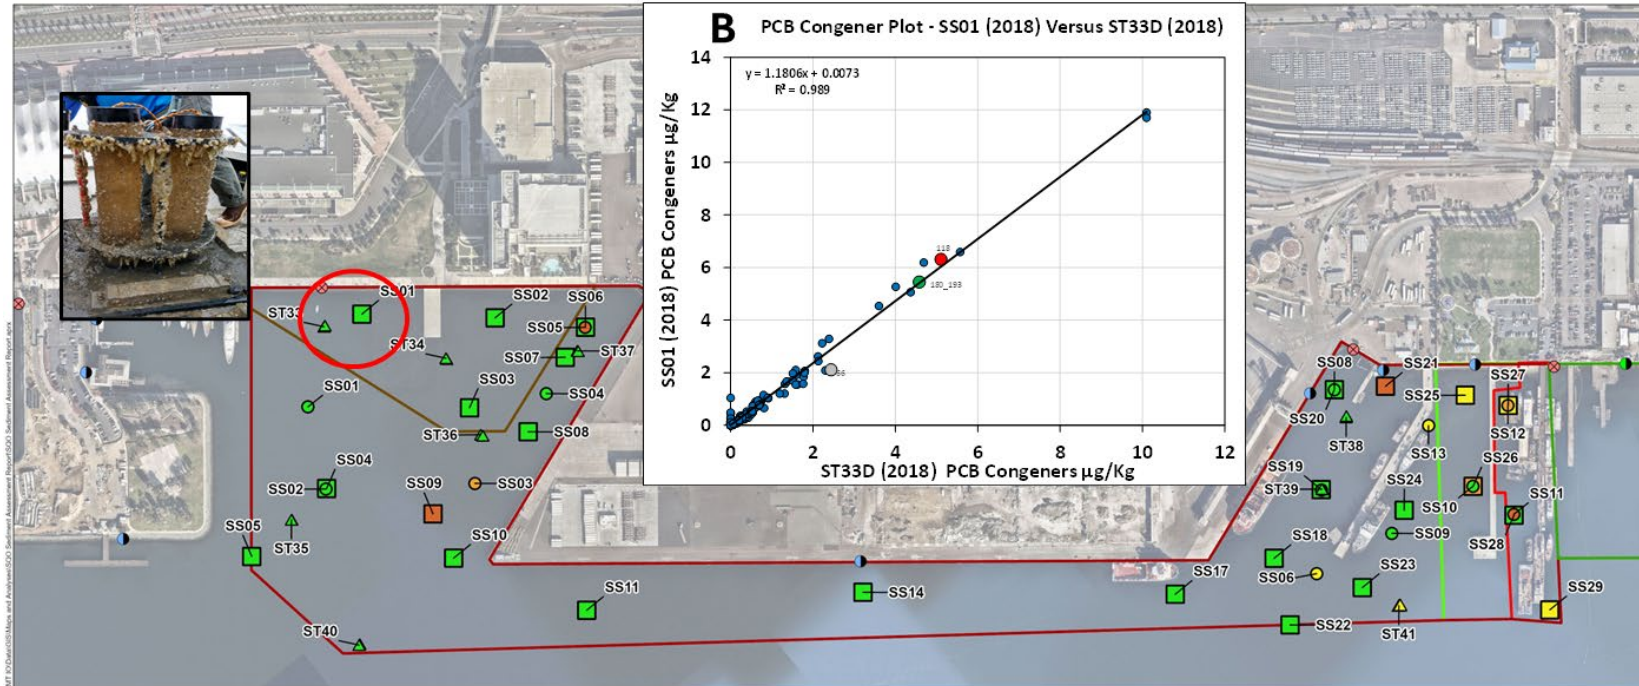 B PCB Congener Plot - SS01 (2018) Versus ST33D (2018)
y = 1.1806x + 0.0073
R² = 0.989
14
12
10
8
6
4
2
0
SS01 (2018) PCB Congeners µg/Kg
118
180_193
66
0 2 4 6 8 10 12
ST33D (2018) PCB Congeners µg/Kg
ST33
SS01
SS02
SS06
SS05
ST34
SS07
ST37
SS01
SS03
SS04
ST36
SS08
SS04
SS02
SS09
SS03
SS05
ST35
SS10
SS11
ST40
SS14
SS17
SS08
SS21
SS27
SS25
SS20
ST38
SS12
SS13
SS26
SS19
ST39
SS24
SS10
SS11
SS09
SS28
SS18
SS06
SS23
SS29
SS22
ST41